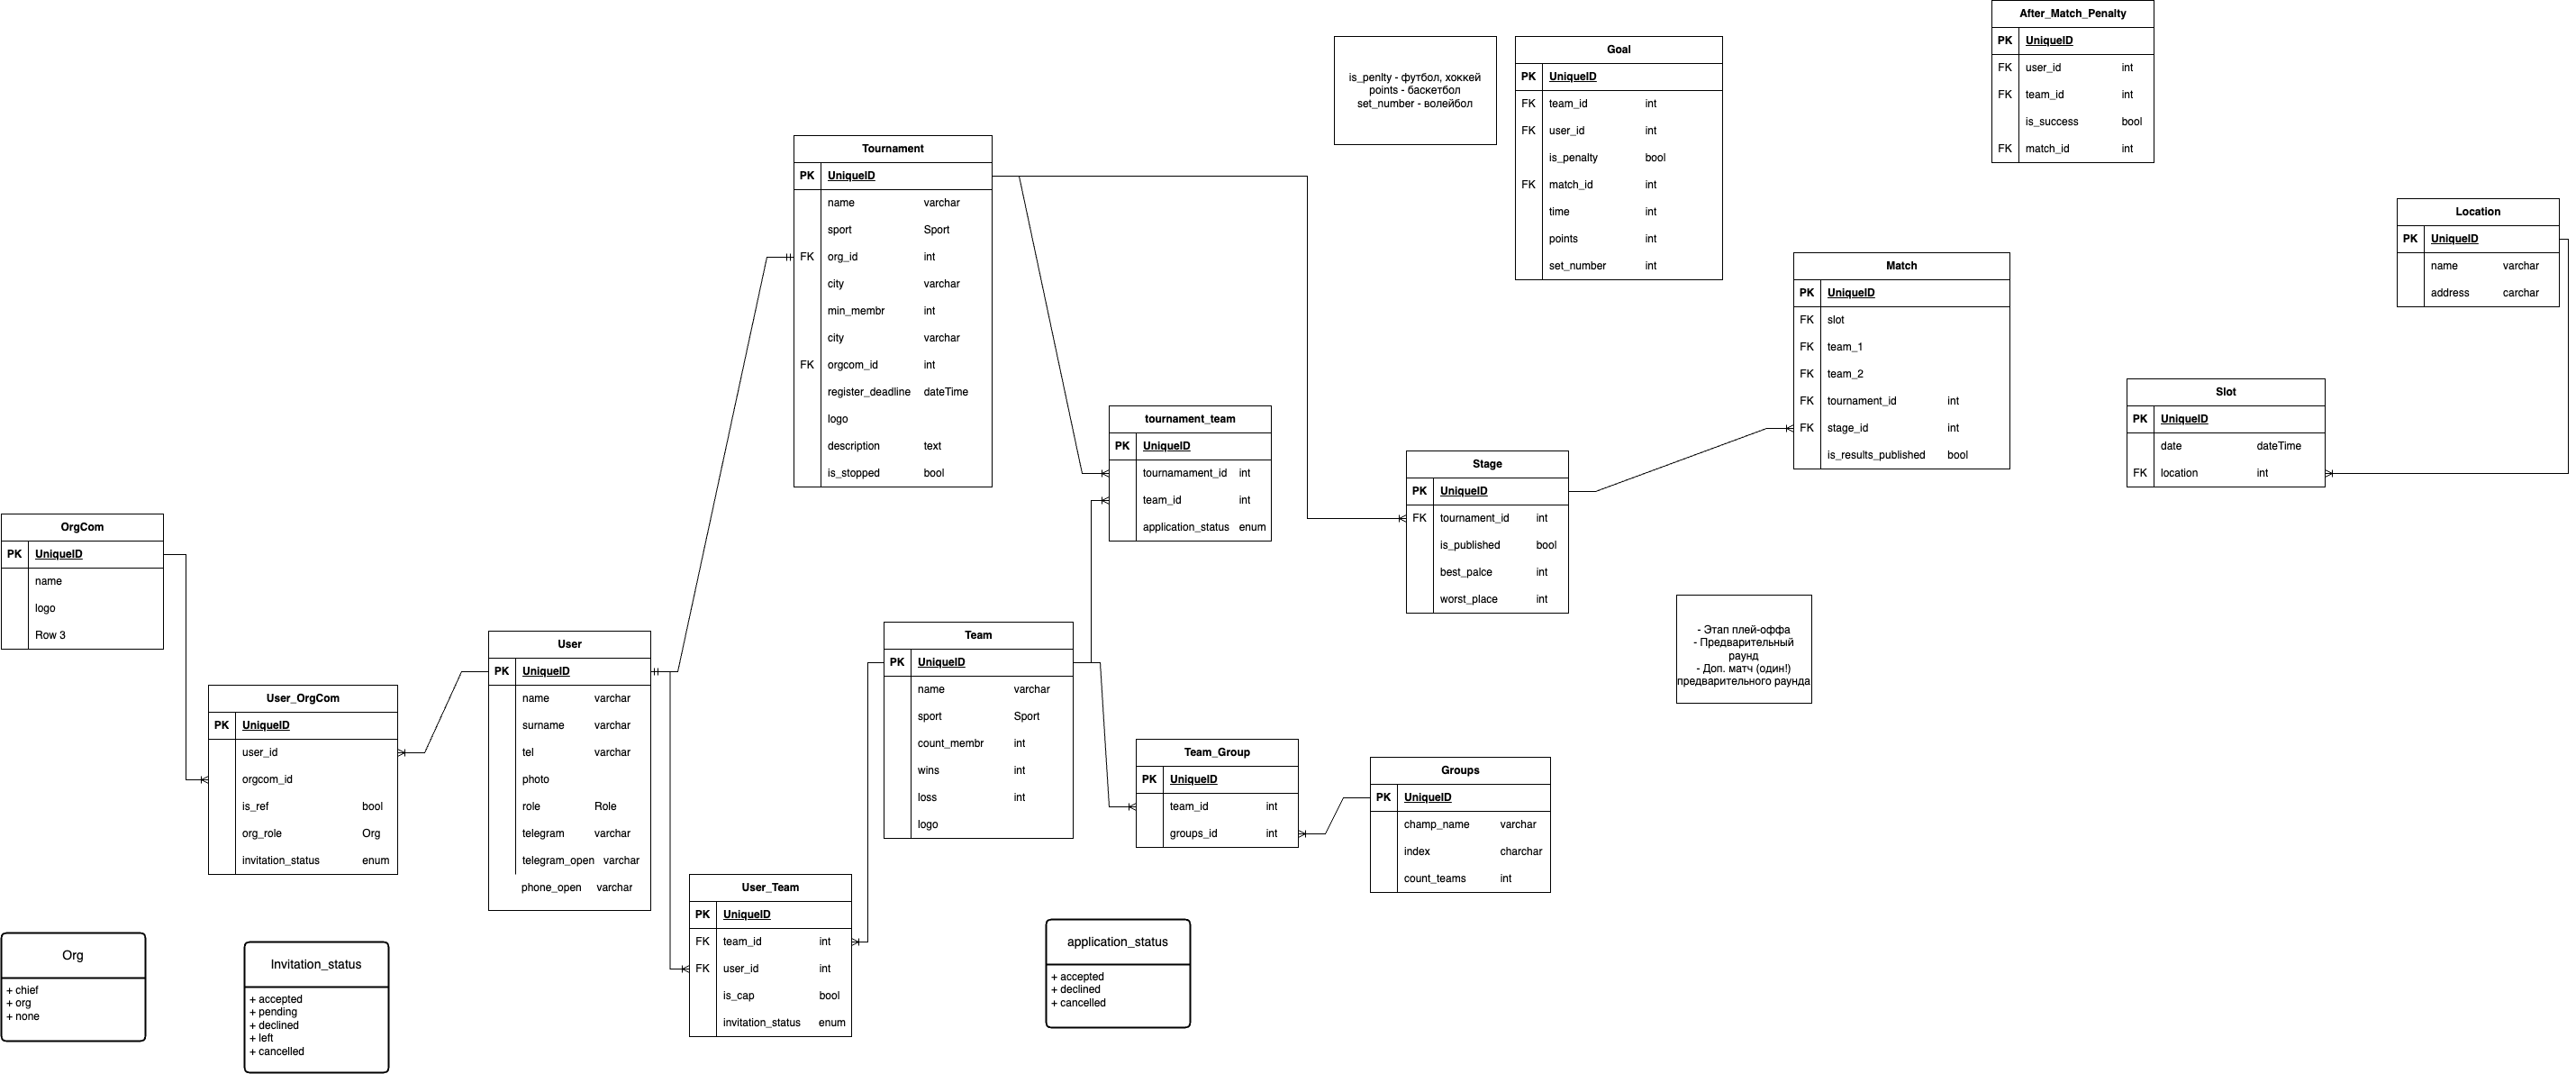 After_Match_Penalty
PK UniqueID
FK user_id int
FK team_id int
is_success bool
FK match_id int
is_penlty - футбол, хоккей
points - баскетбол
set_number - волейбол
Goal
PK UniqueID
FK team_id int
FK user_id int
is_penalty bool
FK match_id int
time int
points int
set_number int
Tournament
PK UniqueID
name varchar
sport Sport
FK org_id int
city varchar
min_membr int
city varchar
FK orgcom_id int
register_deadline dateTime
logo
description text
is_stopped bool
Location
PK UniqueID
name varchar
address carchar
Match
PK UniqueID
FK slot
FK team_1
FK team_2
FK tournament_id int
FK stage_id int
is_results_published bool
Slot
PK UniqueID
date dateTime
FK location int
tournament_team
PK UniqueID
tournamament_id int
team_id int
application_status enum
Stage
PK UniqueID
FK tournament_id int
is_published bool
best_palce int
worst_place int
OrgCom
PK UniqueID
name
logo
Row 3
User_OrgCom
PK UniqueID
user_id
orgcom_id
is_ref bool
org_role Org
invitation_status enum
User
PK UniqueID
name varchar
surname varchar
tel varchar
photo
role Role
telegram varchar
telegram_open varchar
phone_open varchar
Team
PK UniqueID
name varchar
sport Sport
count_membr int
wins int
loss int
logo
- Этап плей-оффа
- Предварительный
раунд
- Доп. матч (один!)
предварительного раунда
Team_Group
PK UniqueID
team_id int
groups_id int
Groups
PK UniqueID
champ_name varchar
index charchar
count_teams int
User_Team
PK UniqueID
FK team_id int
FK user_id int
is_cap bool
invitation_status enum
Org
+ chief
+ org
+ none
Invitation_status
+ accepted
+ pending
+ declined
+ left
+ cancelled
application_status
+ accepted
+ declined
+ cancelled